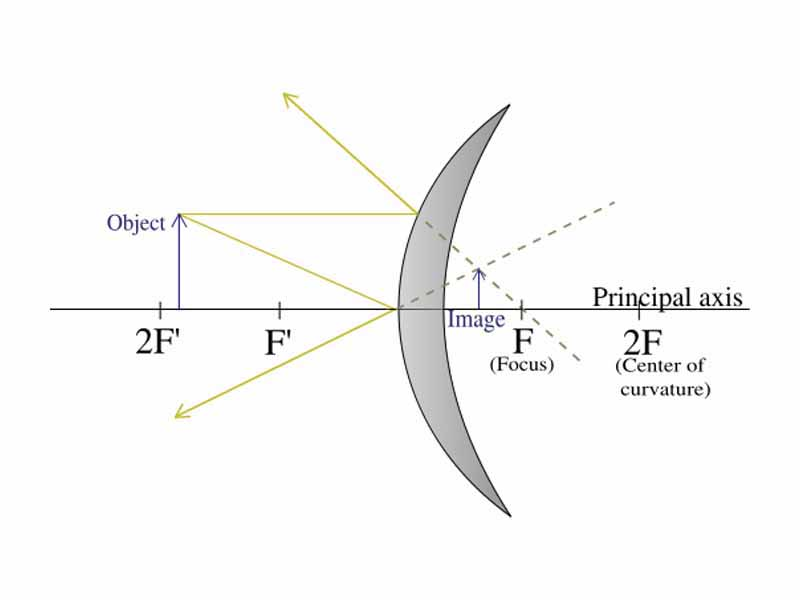 Object
Principal axis
Image
2F'
F'
F
2F
(Focus)
(Center of
curvature)